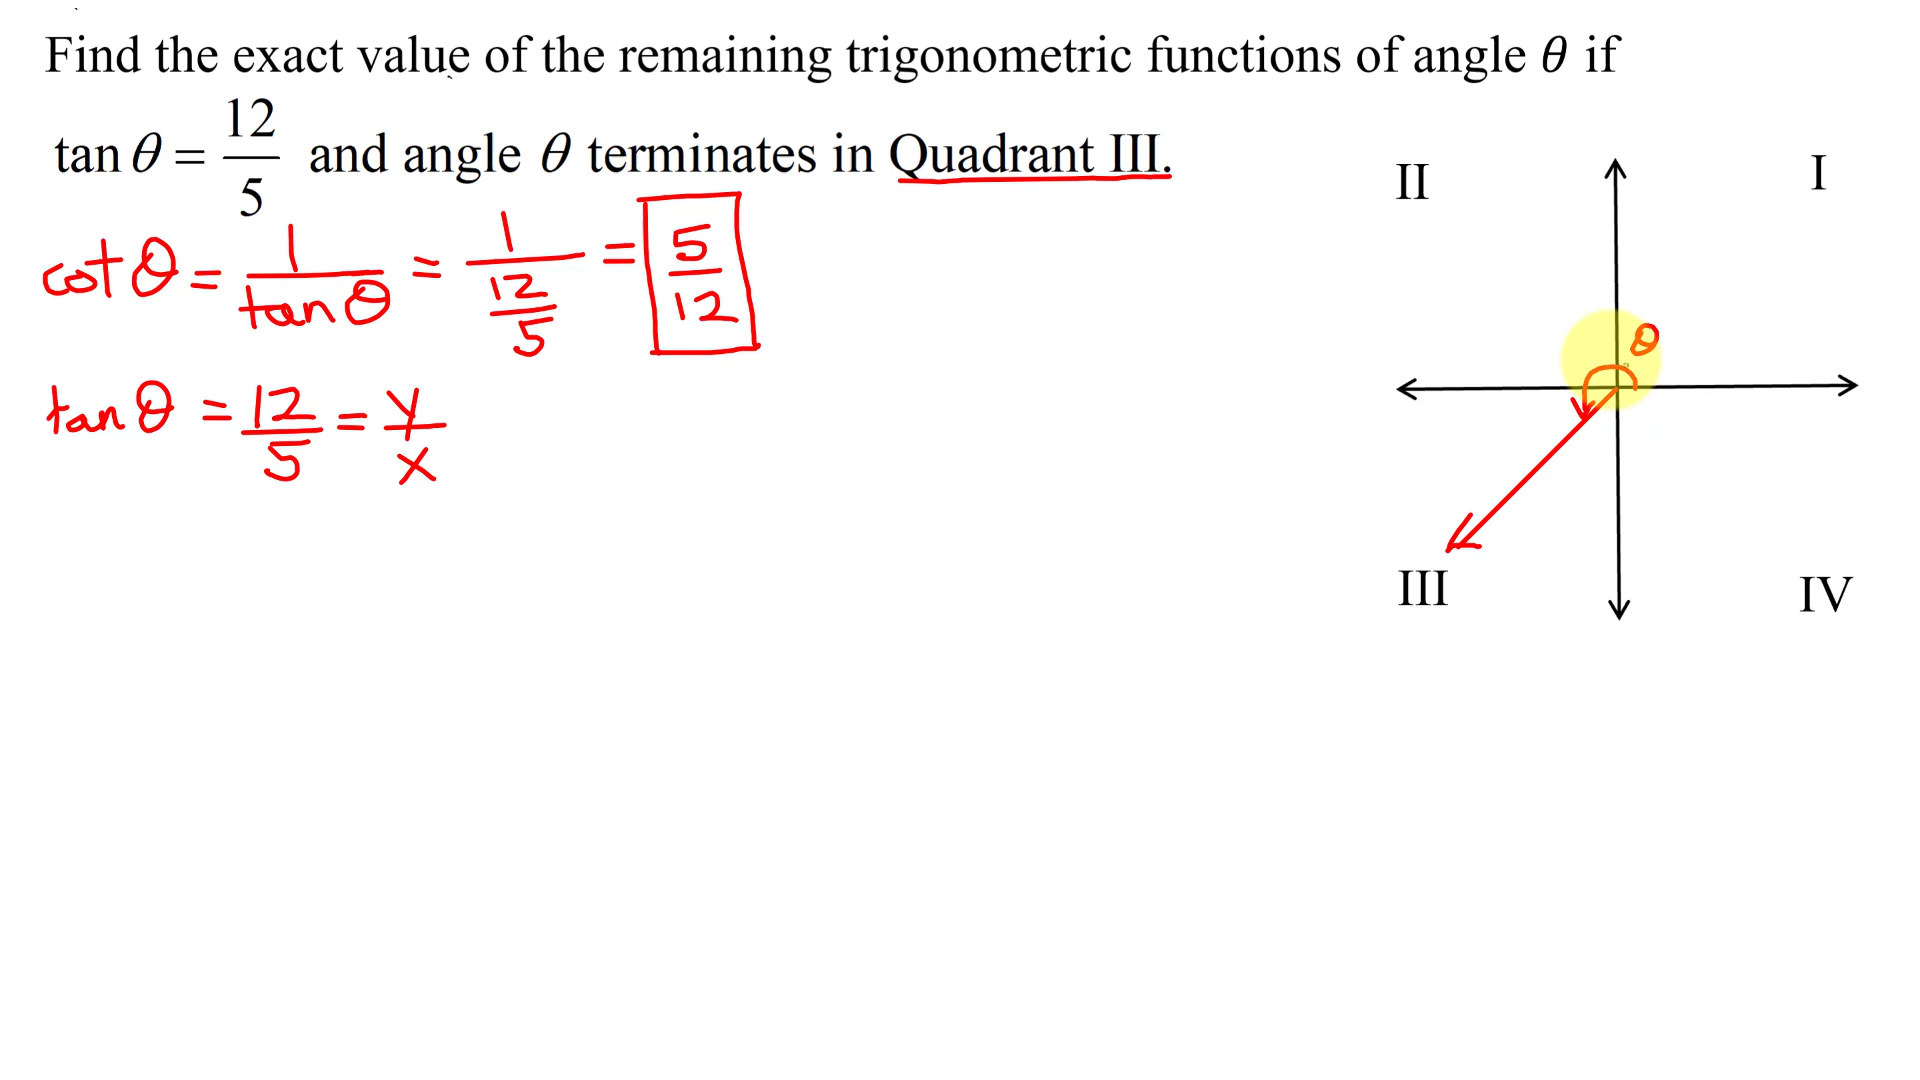 Find the exact value of the remaining trigonometric functions of angle θ if
tan θ = 12/5 and angle θ terminates in Quadrant III.
cot θ = 1/tan θ = 1/(12/5) = 5/12
tan θ = 12/5 = y/x
II I
θ
III IV